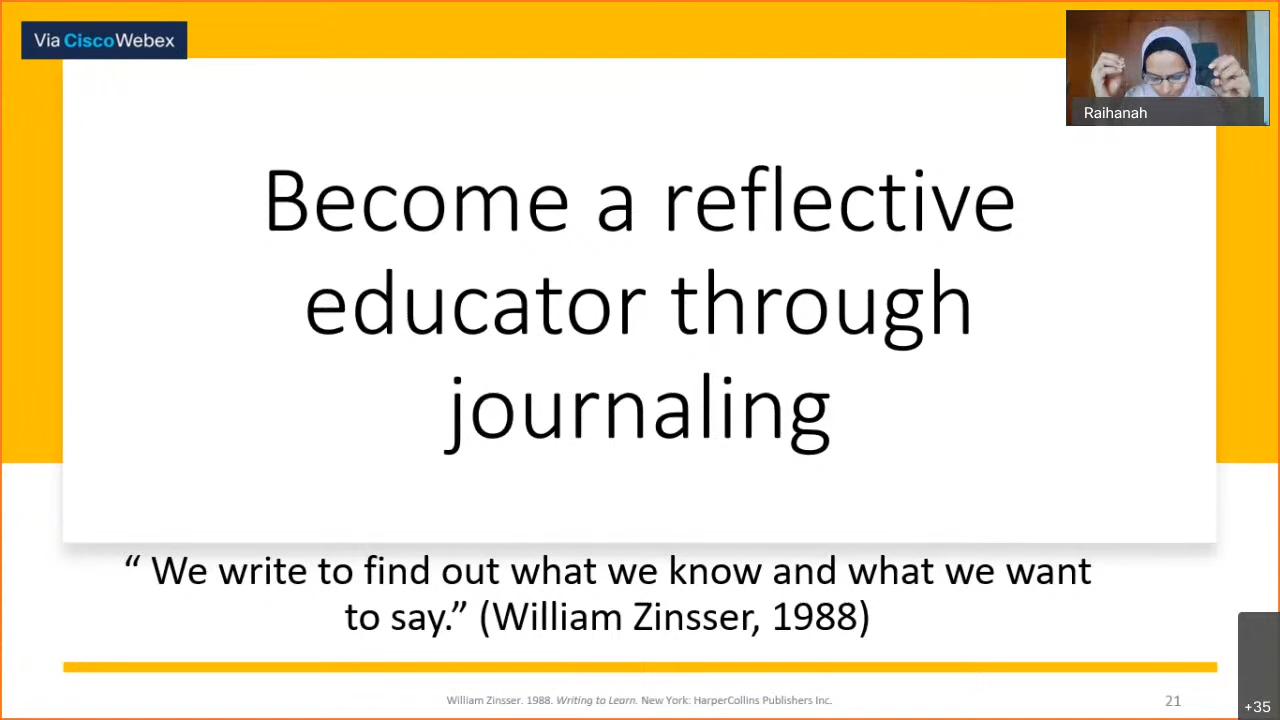 Via CiscoWebex
Raihanah
Become a reflective
educator through
journaling
“ We write to find out what we know and what we want
to say.” (William Zinsser, 1988)
William Zinsser. 1988. Writing to Learn. New York: HarperCollins Publishers Inc.
21
+35